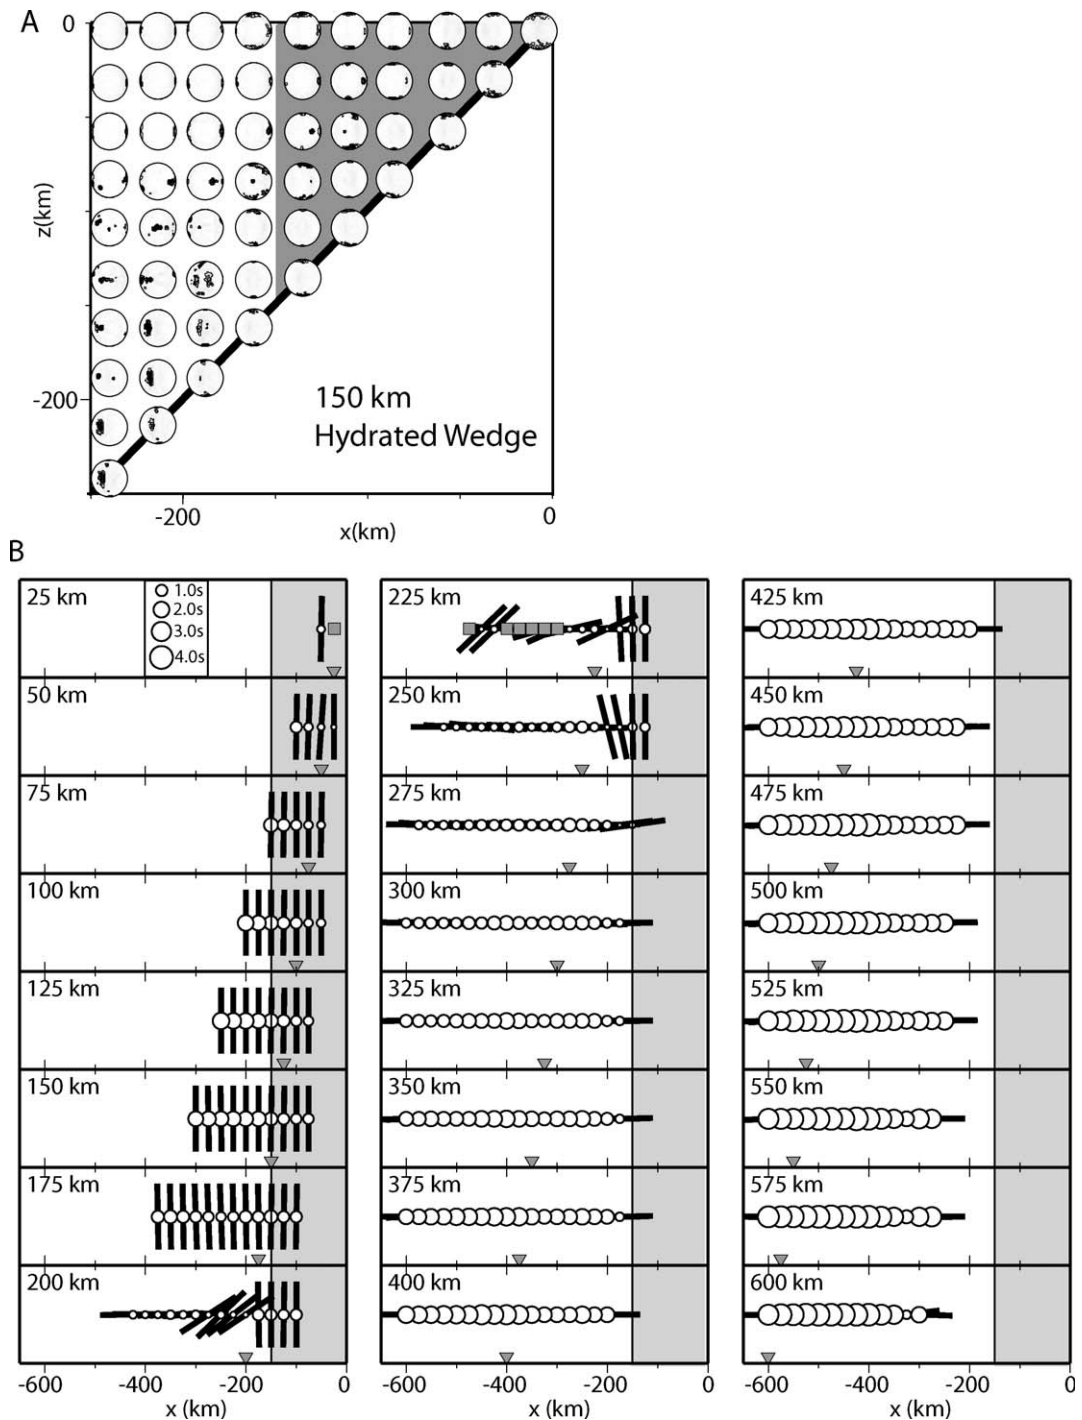 A
0
z(km)
-200
150 km
Hydrated Wedge
-200
0
x(km)
B
25 km
1.0s
2.0s
3.0s
4.0s
50 km
75 km
100 km
125 km
150 km
175 km
200 km
-600
-400
-200
0
x (km)
225 km
250 km
275 km
300 km
325 km
350 km
375 km
400 km
-600
-400
-200
0
x (km)
425 km
450 km
475 km
500 km
525 km
550 km
575 km
600 km
-600
-400
-200
0
x (km)